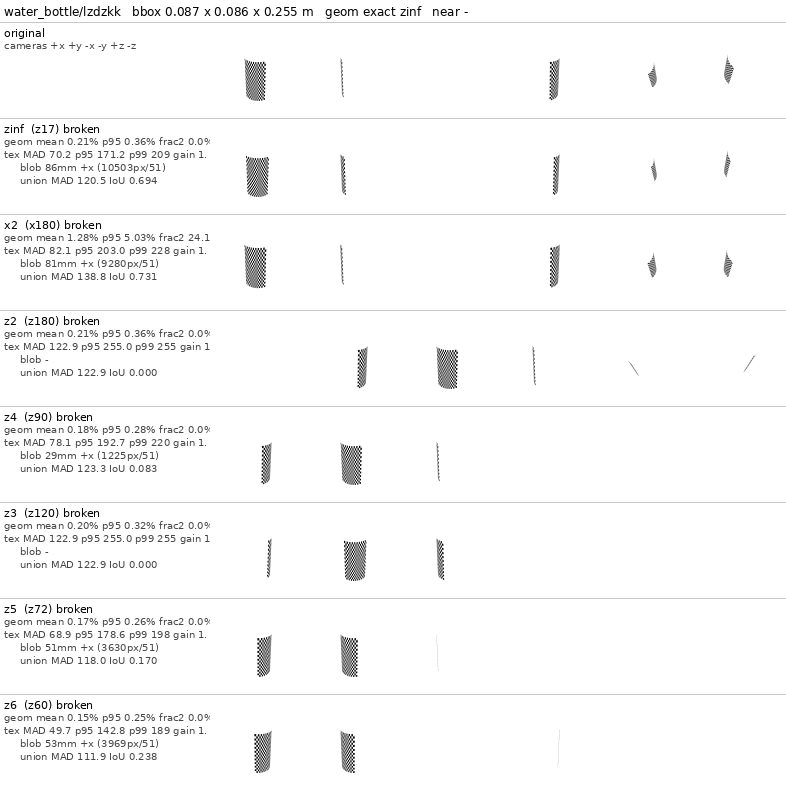 water_bottle/lzdzkk bbox 0.087 x 0.086 x 0.255 m geom exact zinf near -
original
cameras +x +y -x -y +z -z
zinf (z17) broken
geom mean 0.21% p95 0.36% frac2 0.0%
tex MAD 70.2 p95 171.2 p99 209 gain 1.
blob 86mm +x (10503px/51)
union MAD 120.5 IoU 0.694
x2 (x180) broken
geom mean 1.28% p95 5.03% frac2 24.1
tex MAD 82.1 p95 203.0 p99 228 gain 1.
blob 81mm +x (9280px/51)
union MAD 138.8 IoU 0.731
z2 (z180) broken
geom mean 0.21% p95 0.36% frac2 0.0%
tex MAD 122.9 p95 255.0 p99 255 gain 1
blob -
union MAD 122.9 IoU 0.000
z4 (z90) broken
geom mean 0.18% p95 0.28% frac2 0.0%
tex MAD 78.1 p95 192.7 p99 220 gain 1.
blob 29mm +x (1225px/51)
union MAD 123.3 IoU 0.083
z3 (z120) broken
geom mean 0.20% p95 0.32% frac2 0.0%
tex MAD 122.9 p95 255.0 p99 255 gain 1
blob -
union MAD 122.9 IoU 0.000
z5 (z72) broken
geom mean 0.17% p95 0.26% frac2 0.0%
tex MAD 68.9 p95 178.6 p99 198 gain 1.
blob 51mm +x (3630px/51)
union MAD 118.0 IoU 0.170
z6 (z60) broken
geom mean 0.15% p95 0.25% frac2 0.0%
tex MAD 49.7 p95 142.8 p99 189 gain 1.
blob 53mm +x (3969px/51)
union MAD 111.9 IoU 0.238